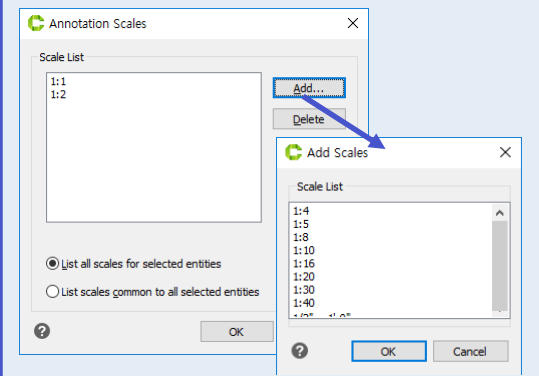 Annotation Scales
Scale List
1:1
1:2
Add...
Delete
List all scales for selected entities
List scales common to all selected entities
OK
Add Scales
Scale List
1:4
1:5
1:8
1:10
1:16
1:20
1:30
1:40
OK
Cancel